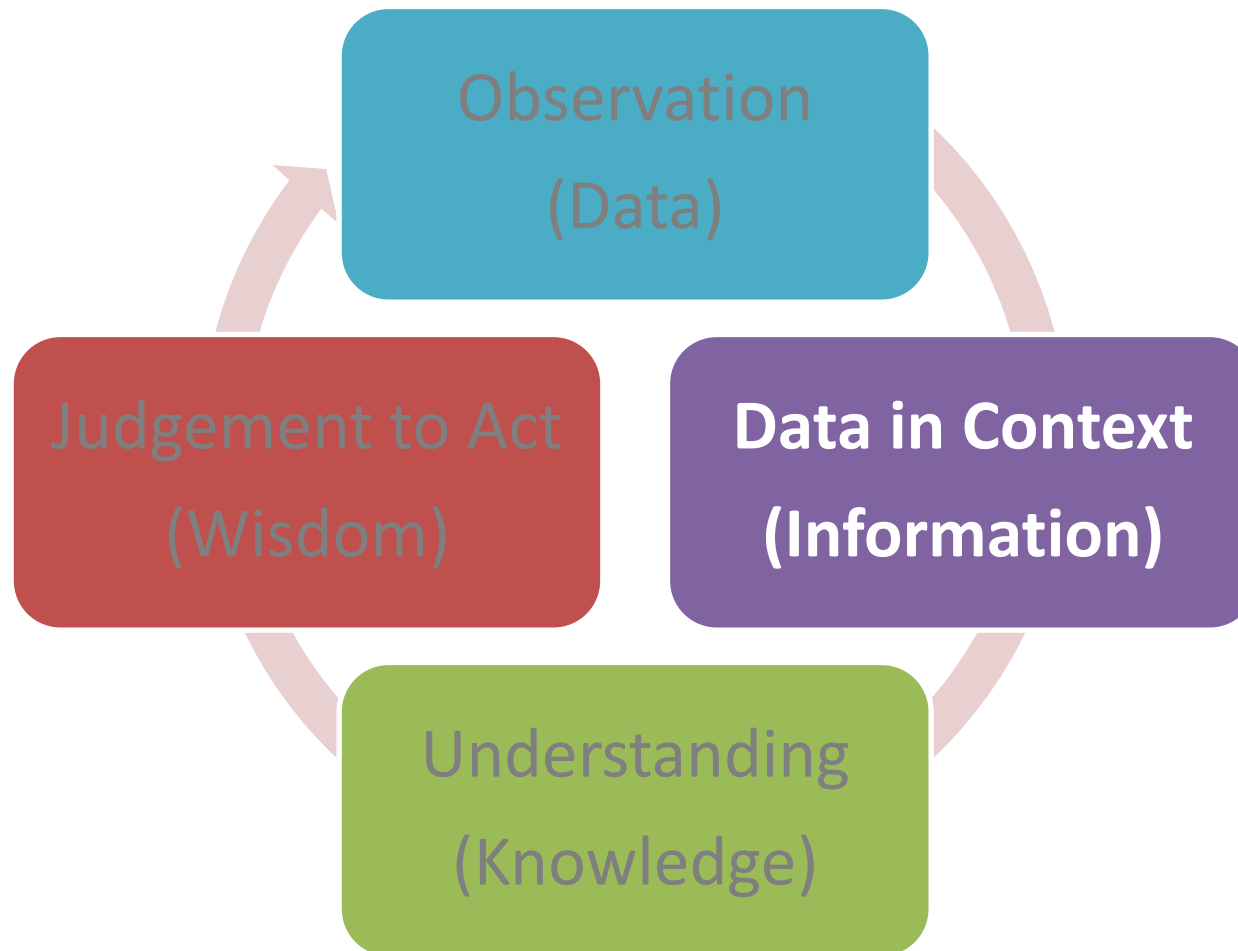 Observation
(Data)
Judgement to Act
(Wisdom)
Data in Context
(Information)
Understanding
(Knowledge)